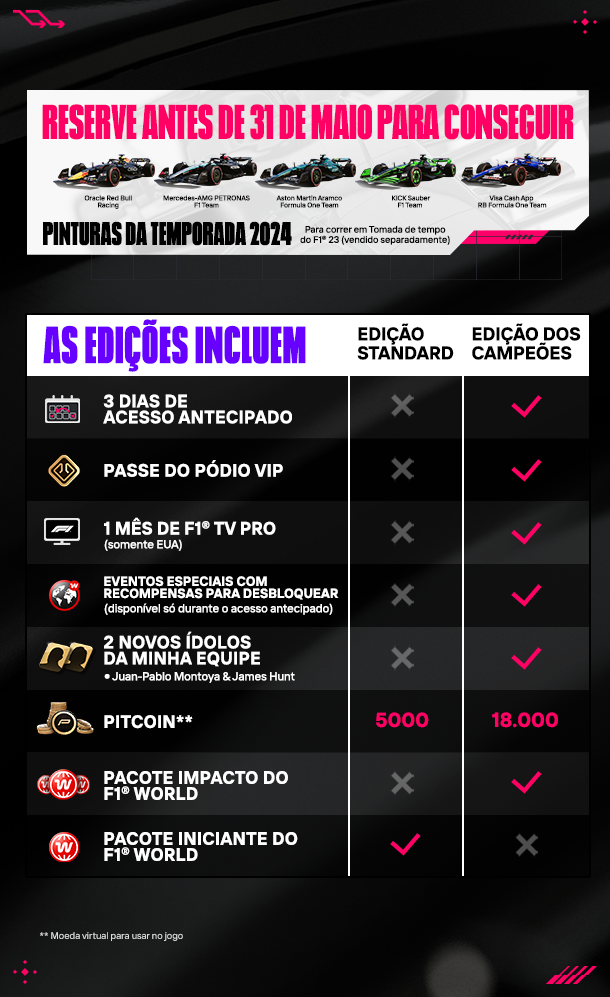 RESERVE ANTES DE 31 DE MAIO PARA CONSEGUIR
Oracle Red Bull
Racing
Mercedes-AMG PETRONAS
F1 Team
Aston Martin Aramco
Formula One Team
KICK Sauber
F1 Team
Visa Cash App
RB Formula One Team
PINTURAS DA TEMPORADA 2024
Para correr em Tomada de tempo
do F1® 23 (vendido separadamente)
AS EDIÇÕES INCLUEM
EDIÇÃO
STANDARD
EDIÇÃO DOS
CAMPEÕES
3 DIAS DE
ACESSO ANTECIPADO
PASSE DO PÓDIO VIP
1 MÊS DE F1® TV PRO
(somente EUA)
EVENTOS ESPECIAIS COM
RECOMPENSAS PARA DESBLOQUEAR
(disponível só durante o acesso antecipado)
2 NOVOS ÍDOLOS
DA MINHA EQUIPE
• Juan-Pablo Montoya & James Hunt
PITCOIN**
5000
18.000
PACOTE IMPACTO DO
F1® WORLD
PACOTE INICIANTE DO
F1® WORLD
** Moeda virtual para usar no jogo